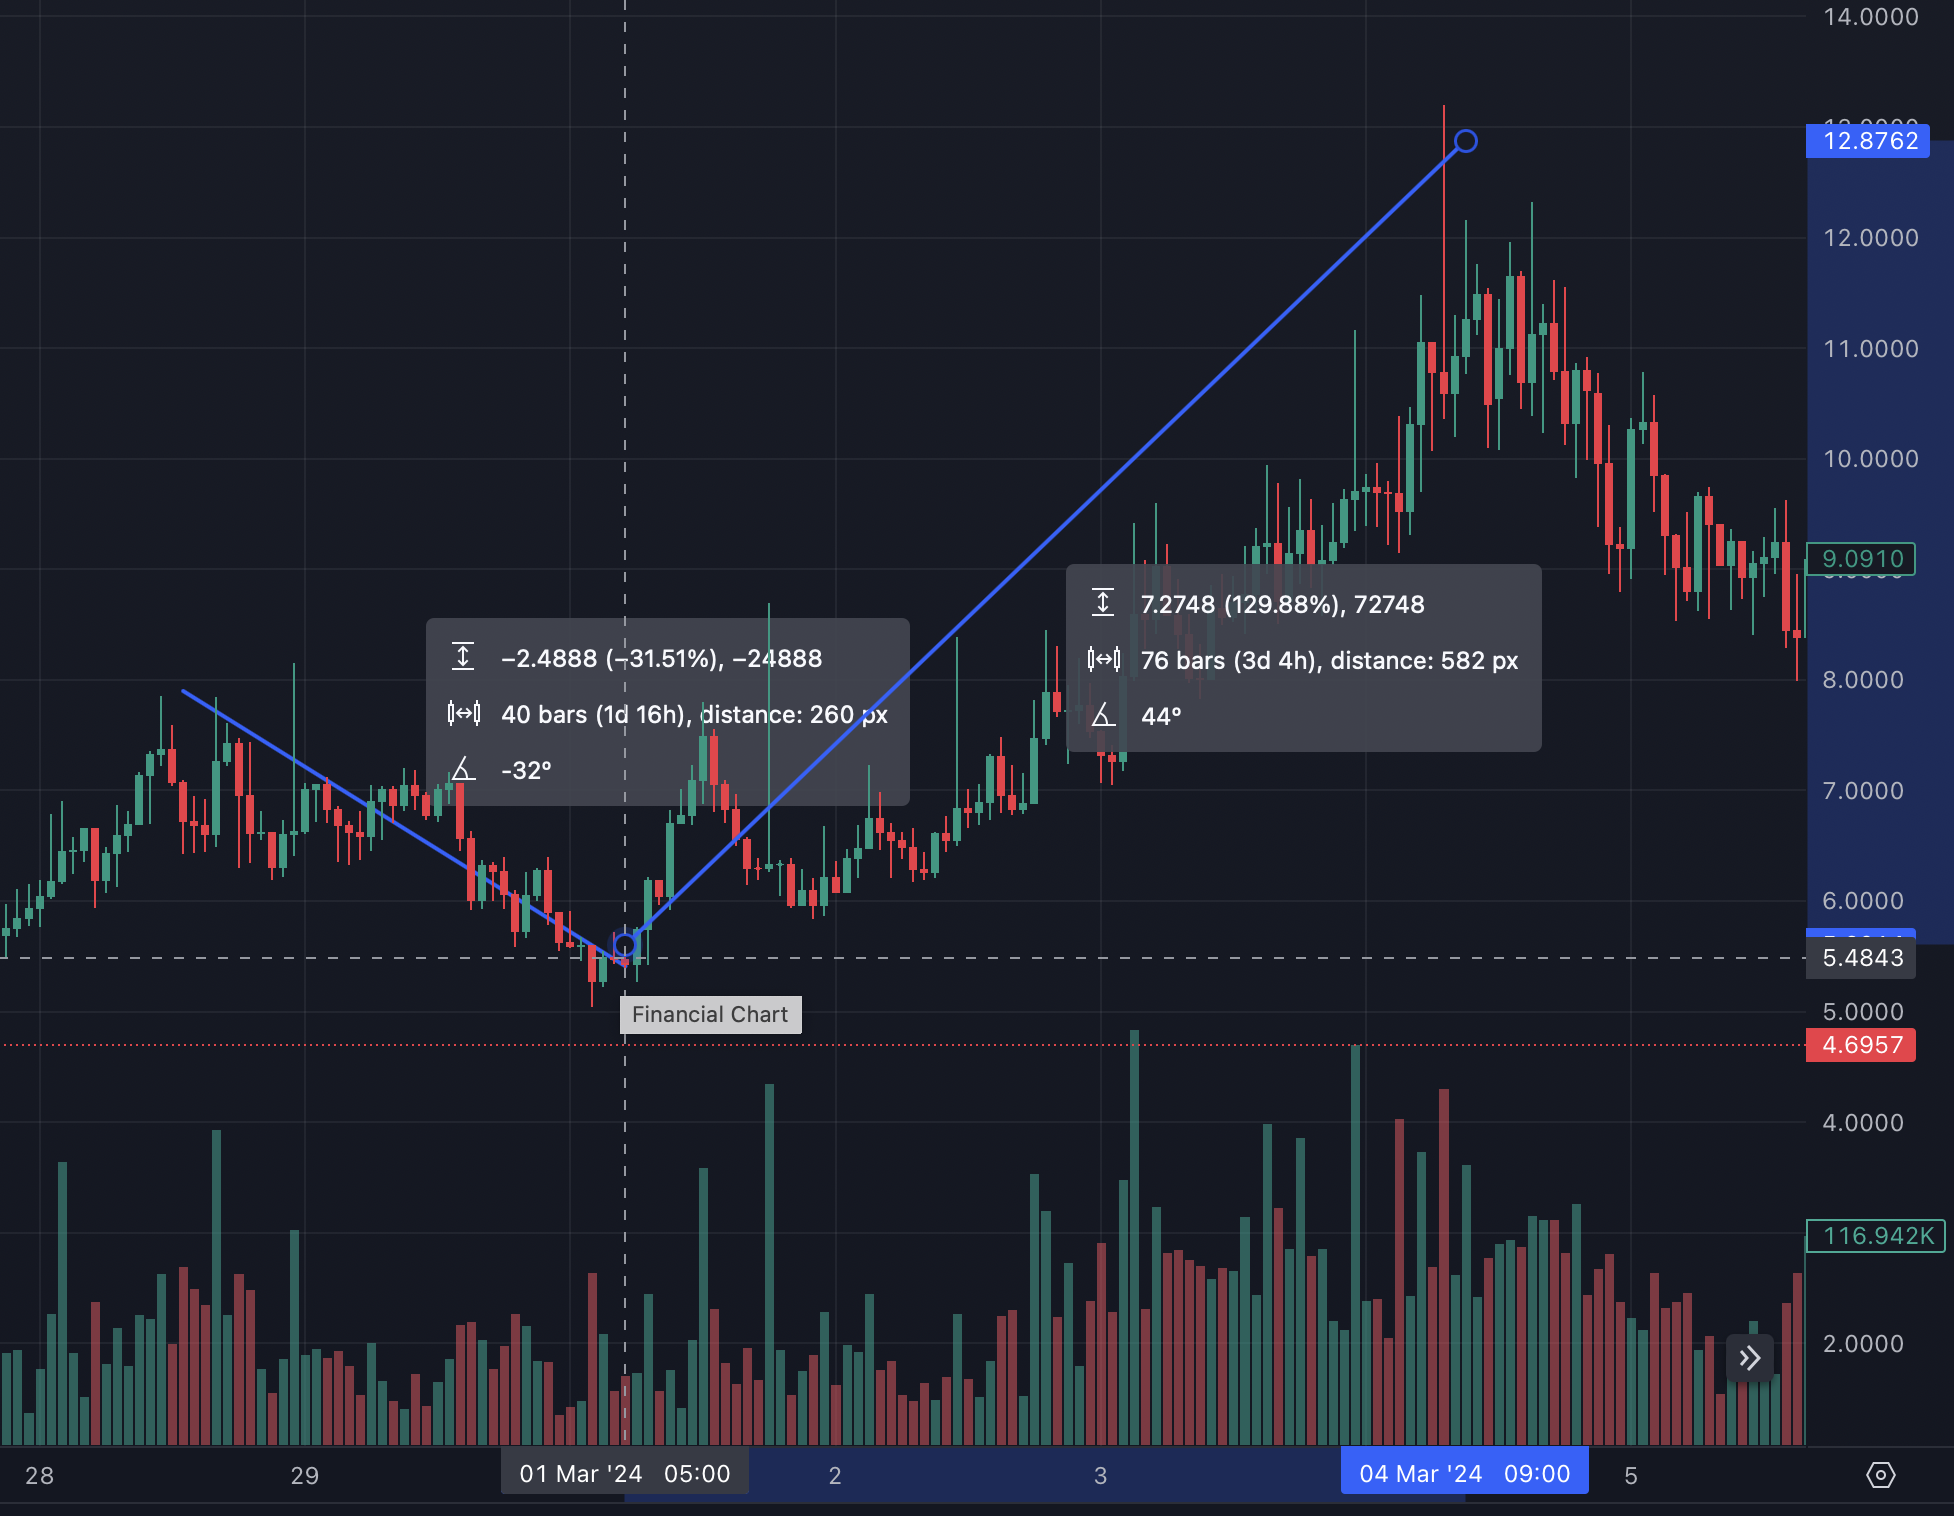 14.0000
12.8762
12.0000
11.0000
10.0000
9.0910
7.2748 (129.88%), 72748
76 bars (3d 4h), distance: 582 px
44°
−2.4888 (−31.51%), −24888
40 bars (1d 16h), distance: 260 px
-32°
8.0000
7.0000
6.0000
5.4843
Financial Chart
5.0000
4.6957
4.0000
116.942K
2.0000
28 29 01 Mar '24 05:00 2 3 04 Mar '24 09:00 5